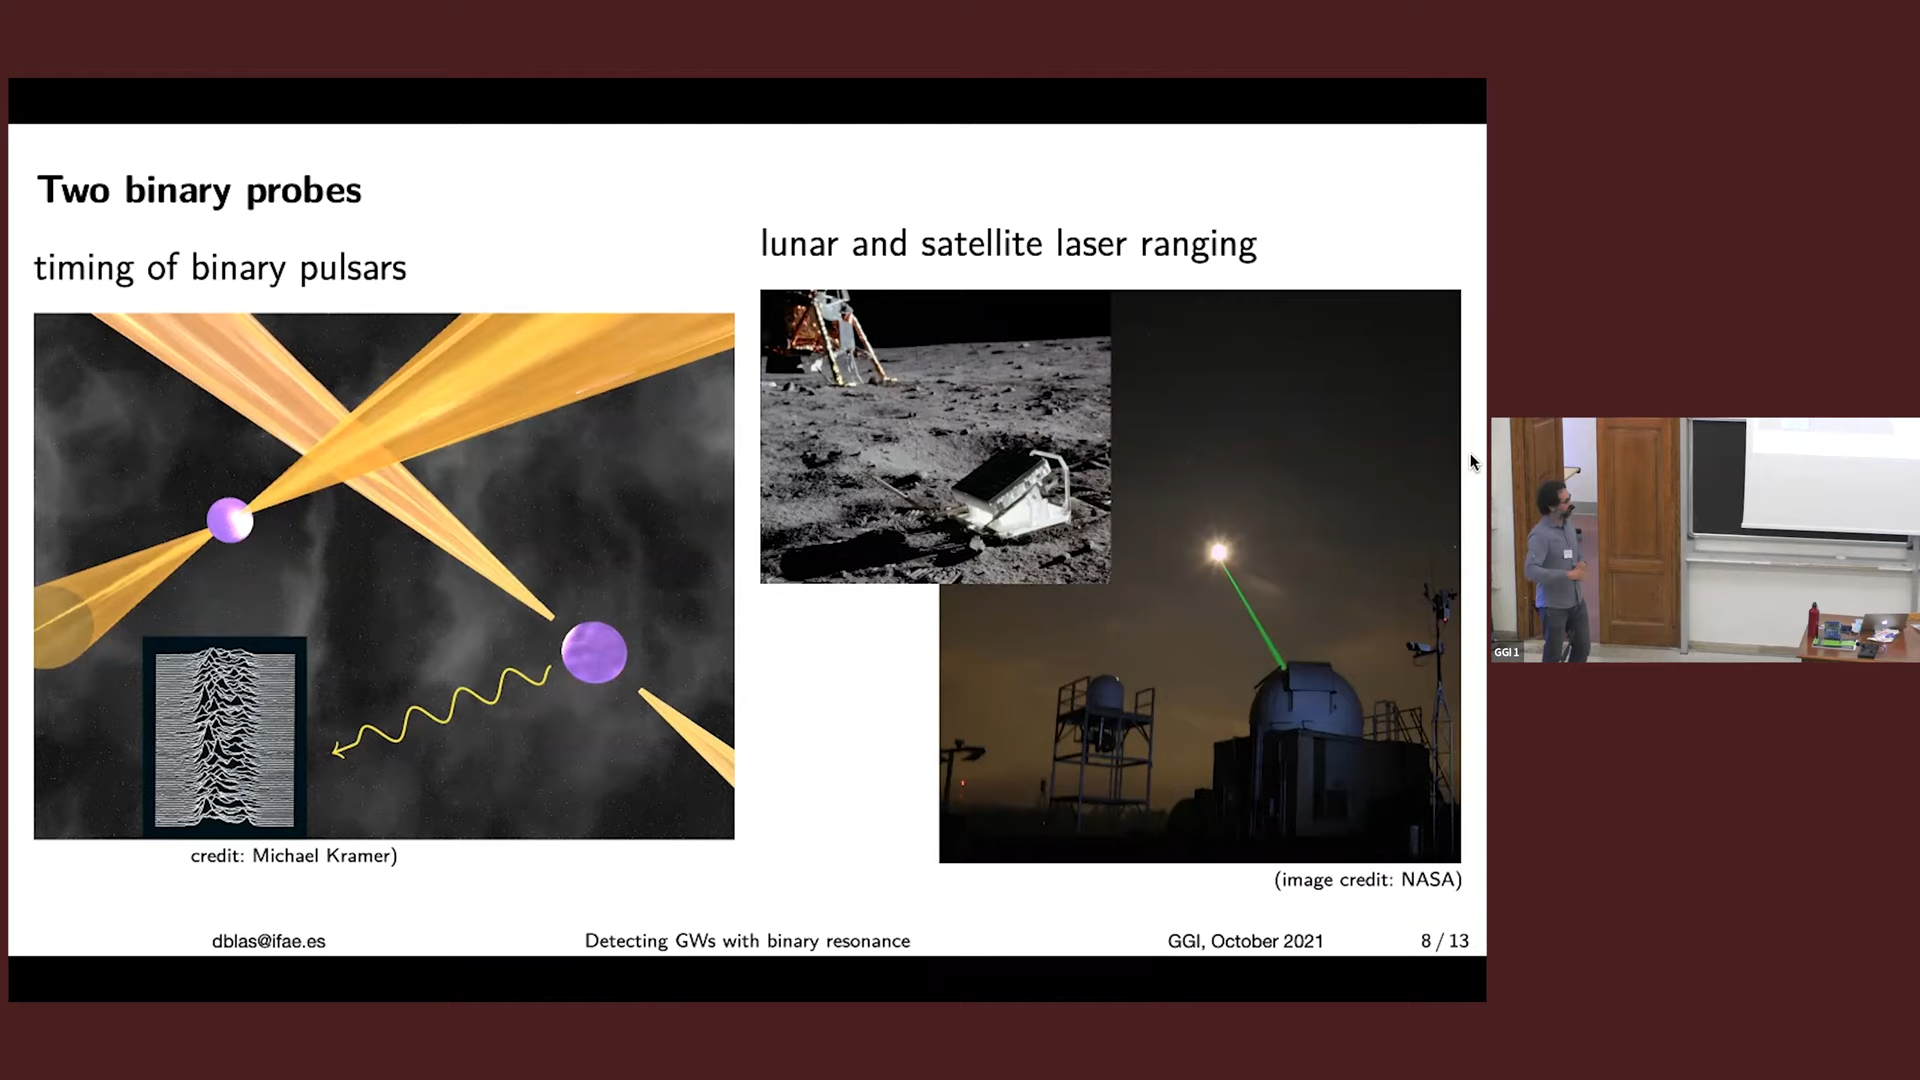 Two binary probes
timing of binary pulsars
lunar and satellite laser ranging
credit: Michael Kramer)
(image credit: NASA)
dblas@ifae.es
Detecting GWs with binary resonance
GGI, October 2021
8 / 13
GGI 1